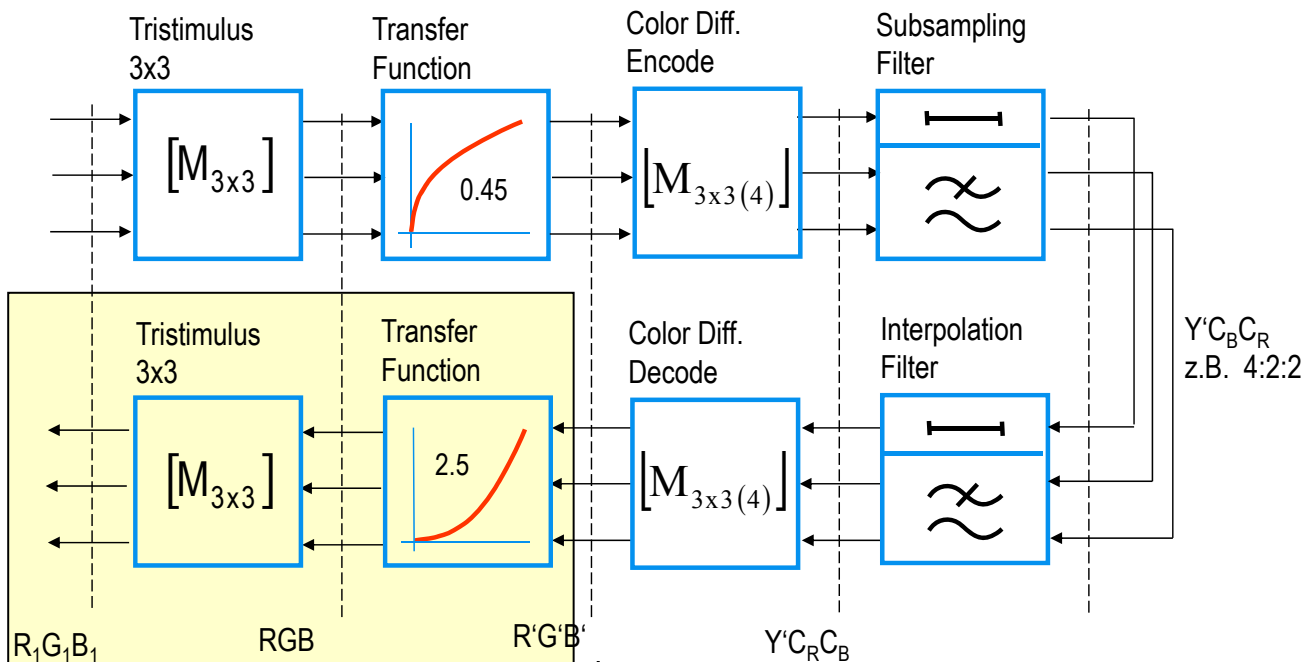 Tristimulus
3x3
Transfer
Function
Color Diff.
Encode
Subsampling
Filter
[M3x3]
0.45
⌊M3x3(4)⌋
Tristimulus
3x3
Transfer
Function
Color Diff.
Decode
Interpolation
Filter
Y‘CBCR
z.B. 4:2:2
[M3x3]
2.5
⌊M3x3(4)⌋
R1G1B1
RGB
R‘G‘B‘
Y‘CRCB